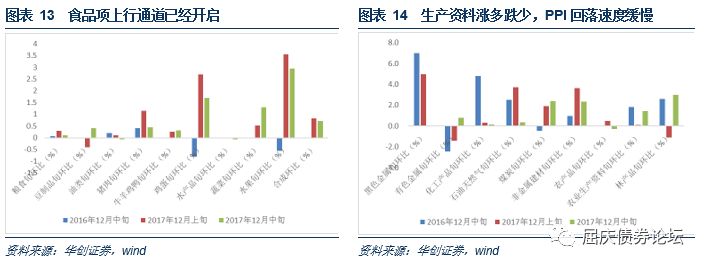 图表 13 食品项上行通道已经开启
4
3.5
3
2.5
2
1.5
1
0.5
0
-0.5
-1
-1.5
粮食旬环比（%）
豆制品旬环比（%）
油类旬环比（%）
猪肉旬环比（%）
牛羊鸡鸭旬环比（%）
鸡蛋旬环比（%）
水产品旬环比（%）
蔬菜旬环比（%）
水果旬环比（%）
合成环比（%）
2016年12月中旬
2017年12月上旬
2017年12月中旬
资料来源：华创证券，wind
图表 14 生产资料涨多跌少，PPI 回落速度缓慢
8.0
6.0
4.0
2.0
0.0
-2.0
-4.0
黑色金属旬环比（%）
有色金属旬环比（%）
化工产品旬环比（%）
石油天然气旬环比（%）
煤炭旬环比（%）
非金属建材旬环比（%）
农产品旬环比（%）
农业生产资料旬环比（%）
林产品旬环比（%）
2016年12月中旬
2017年12月上旬
2017年12月中旬
屈庆债券论坛
资料来源：华创证券，wind